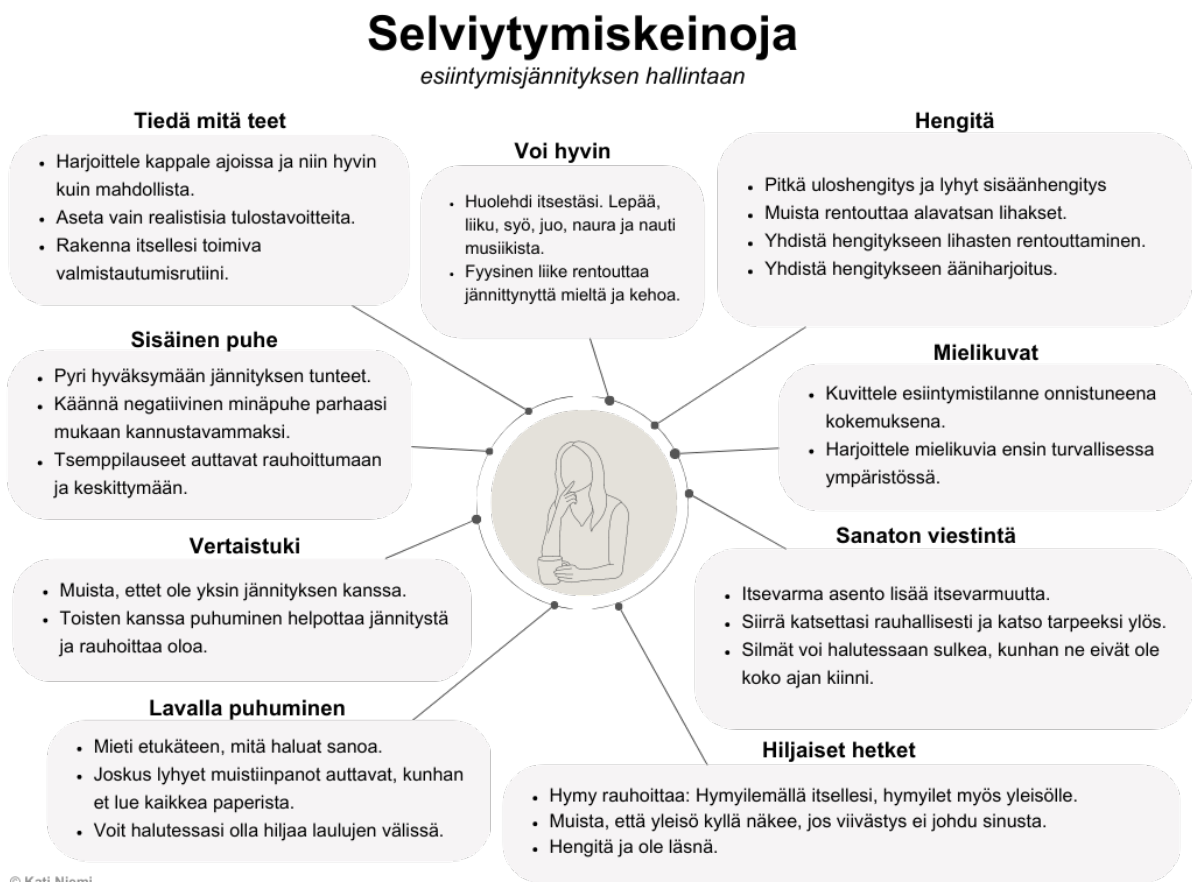 Selviytymiskeinoja
esiintymisjännityksen hallintaan
Tiedä mitä teet
• Harjoittele kappale ajoissa ja niin hyvin
kuin mahdollista.
• Aseta vain realistisia tulostavoitteita.
• Rakenna itsellesi toimiva
valmistautumisrutiini.
Voi hyvin
• Huolehdi itsestäsi. Lepää,
liiku, syö, juo, naura ja nauti
musiikista.
• Fyysinen liike rentouttaa
jännittynyttä mieltä ja kehoa.
Hengitä
• Pitkä uloshengitys ja lyhyt sisäänhengitys
• Muista rentouttaa alavatsan lihakset.
• Yhdistä hengitykseen lihasten rentouttaminen.
• Yhdistä hengitykseen ääniharjoitus.
Sisäinen puhe
• Pyri hyväksymään jännityksen tunteet.
• Käännä negatiivinen minäpuhe parhaasi
mukaan kannustavammaksi.
• Tsemppilauseet auttavat rauhoittumaan
ja keskittymään.
Mielikuvat
• Kuvittele esiintymistilanne onnistuneena
kokemuksena.
• Harjoittele mielikuvia ensin turvallisessa
ympäristössä.
Vertaistuki
• Muista, ettet ole yksin jännityksen kanssa.
• Toisten kanssa puhuminen helpottaa jännitystä
ja rauhoittaa oloa.
Sanaton viestintä
• Itsevarma asento lisää itsevarmuutta.
• Siirrä katsettasi rauhallisesti ja katso tarpeeksi ylös.
• Silmät voi halutessaan sulkea, kunhan ne eivät ole
koko ajan kiinni.
Lavalla puhuminen
• Mieti etukäteen, mitä haluat sanoa.
• Joskus lyhyet muistiinpanot auttavat, kunhan
et lue kaikkea paperista.
• Voit halutessasi olla hiljaa laulujen välissä.
Hiljaiset hetket
• Hymy rauhoittaa: Hymyilemällä itsellesi, hymyilet myös yleisölle.
• Muista, että yleisö kyllä näkee, jos viivästys ei johdu sinusta.
• Hengitä ja ole läsnä.
© Kati Niemi